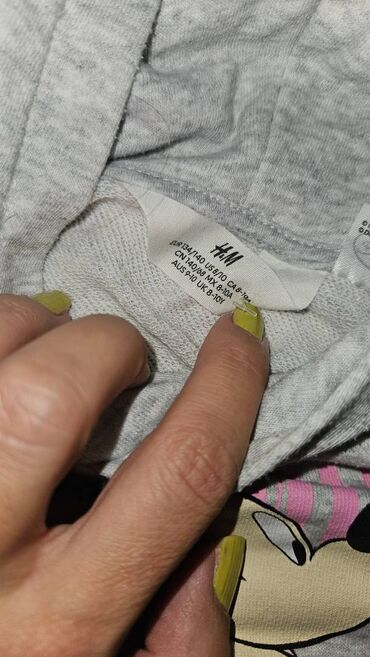 H&M
EUR 134/140 US 8/10 CA 8-10A
CN 140/68 MX 8-10A
AUS 9-10 UK 8-10Y